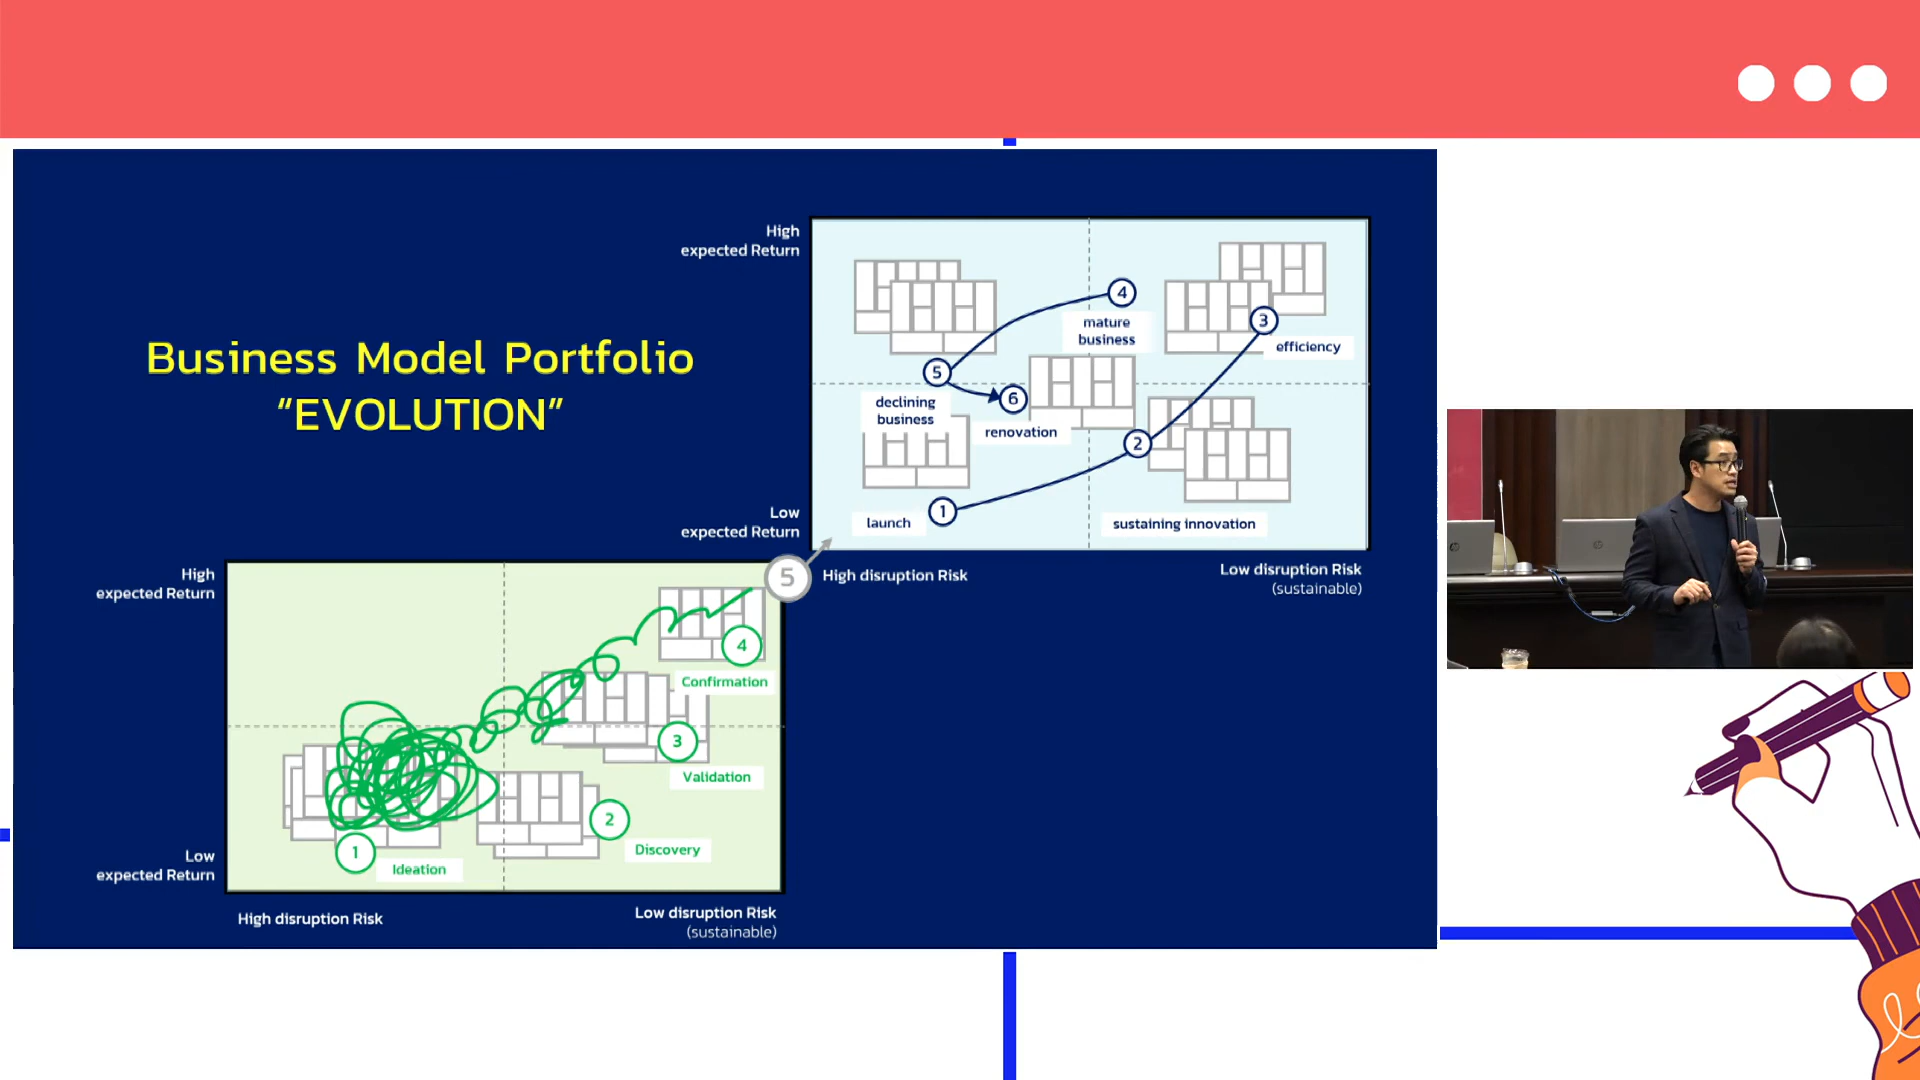 Business Model Portfolio
“EVOLUTION”
High
expected Return
Low
expected Return
4
mature
business
3
efficiency
5
declining
business
6
renovation
2
1
launch
sustaining innovation
High disruption Risk
Low disruption Risk
(sustainable)
5
High
expected Return
Low
expected Return
4
Confirmation
3
Validation
2
Discovery
1
Ideation
High disruption Risk
Low disruption Risk
(sustainable)